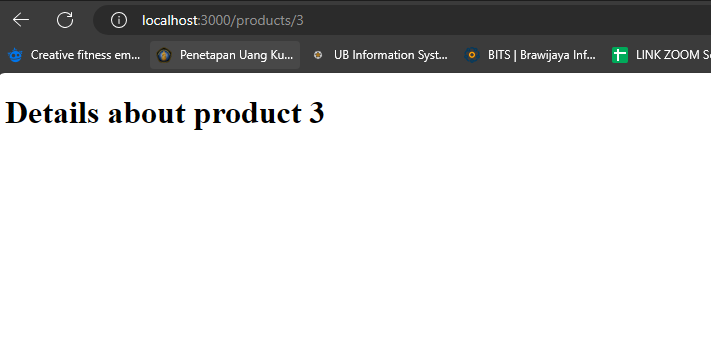 localhost:3000/products/3
Creative fitness em... Penetapan Uang Ku... UB Information Syst... BITS | Brawijaya Inf... LINK ZOOM S
Details about product 3